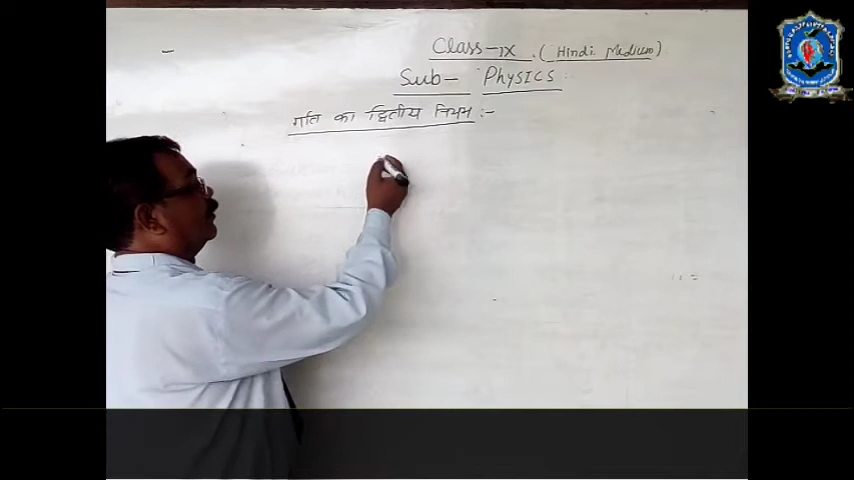 Class-IX .(Hindi Medium)
Sub- Physics :
गति का द्वितीय नियम :-